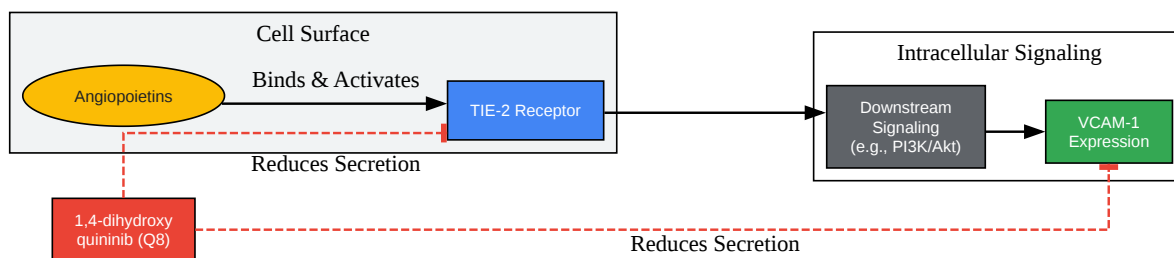 Cell Surface
Angiopoietins
Binds & Activates
TIE-2 Receptor
Reduces Secretion
Intracellular Signaling
Downstream
Signaling
(e.g., PI3K/Akt)
VCAM-1
Expression
1,4-dihydroxy
quininib (Q8)
Reduces Secretion